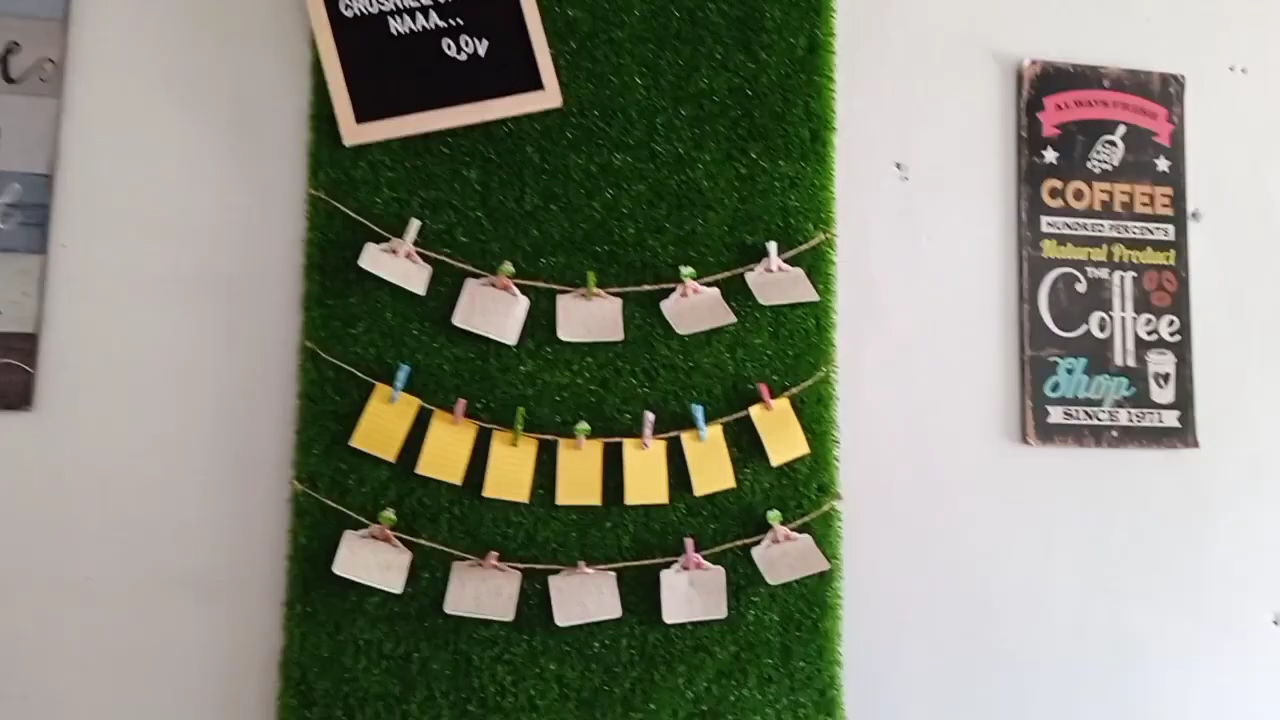 NAAA...
ALWAYS FRESH
COFFEE
HUNDRED PERCENTS
Natural Product
THE
Coffee
Shop
SINCE 1971